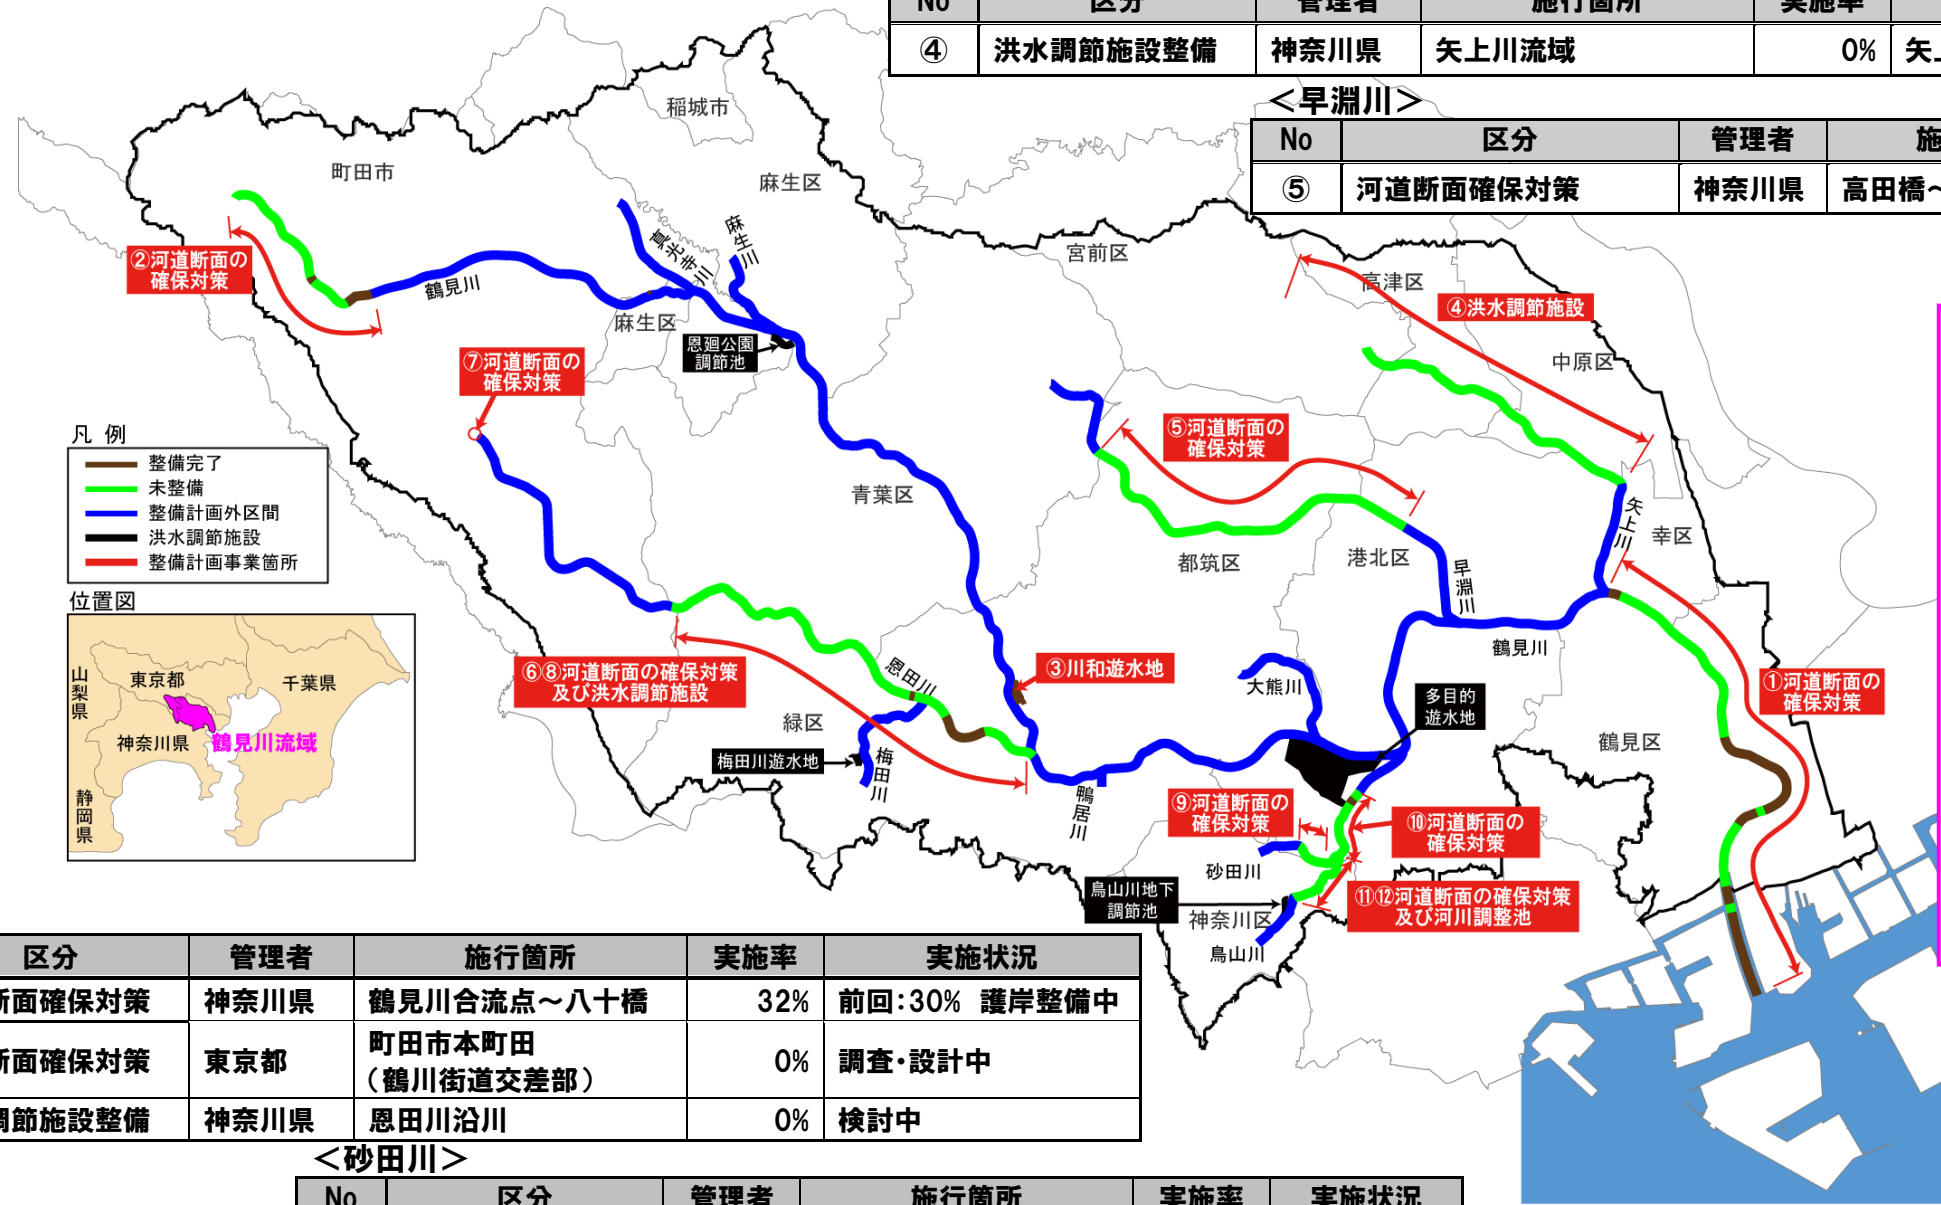 No 区分 管理者 施行箇所 実施率
④ 洪水調節施設整備 神奈川県 矢上川流域 0% 矢上
＜早淵川＞
No 区分 管理者 施
⑤ 河道断面確保対策 神奈川県 高田橋～
稲城市
町田市
麻生区
真光寺川
麻生川
宮前区
高津区
②河道断面の
確保対策
鶴見川
麻生区
④洪水調節施設
中原区
恩廻公園
調節池
⑦河道断面の
確保対策
凡 例
整備完了
未整備
整備計画外区間
洪水調節施設
整備計画事業箇所
⑤河道断面の
確保対策
青葉区
都筑区
港北区
早淵川
矢上川
幸区
位置図
山梨県
東京都
千葉県
神奈川県
鶴見川流域
静岡県
⑥⑧河道断面の確保対策
及び洪水調節施設
恩田川
③川和遊水地
鶴見川
大熊川
多目的
遊水地
①河道断面の
確保対策
緑区
鶴見区
梅田川遊水地
梅田川
鴨居川
⑨河道断面の
確保対策
⑩河道断面の
確保対策
砂田川
鳥山川地下
調節池
神奈川区
⑪⑫河道断面の確保対策
及び河川調整池
鳥山川
区分 管理者 施行箇所 実施率 実施状況
断面確保対策 神奈川県 鶴見川合流点～八十橋 32% 前回：30% 護岸整備中
断面確保対策 東京都 町田市本町田
（鶴川街道交差部） 0% 調査・設計中
調節施設整備 神奈川県 恩田川沿川 0% 検討中
＜砂田川＞
No 区分 管理者 施行箇所 実施率 実施状況